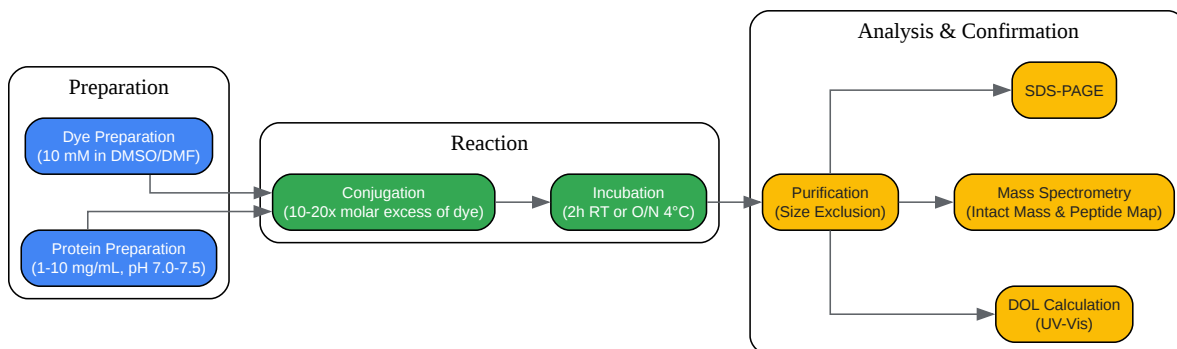 Preparation
Dye Preparation
(10 mM in DMSO/DMF)
Protein Preparation
(1-10 mg/mL, pH 7.0-7.5)
Reaction
Conjugation
(10-20x molar excess of dye)
Incubation
(2h RT or O/N 4°C)
Analysis & Confirmation
Purification
(Size Exclusion)
SDS-PAGE
Mass Spectrometry
(Intact Mass & Peptide Map)
DOL Calculation
(UV-Vis)